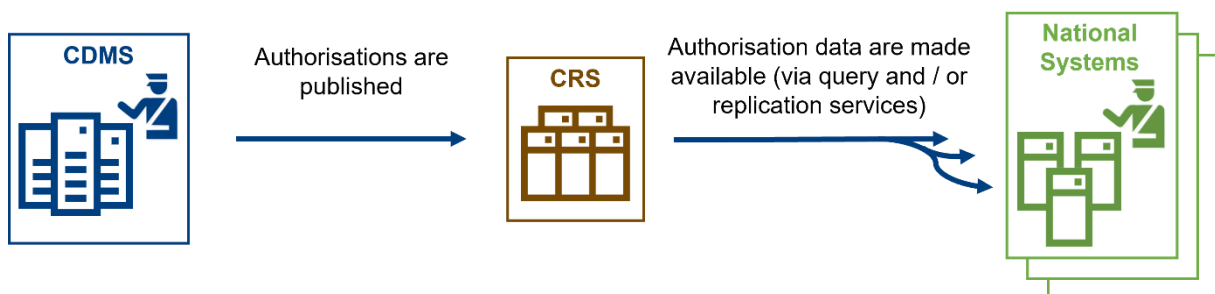 CDMS
Authorisations are
published
CRS
Authorisation data are made
available (via query and / or
replication services)
National
Systems